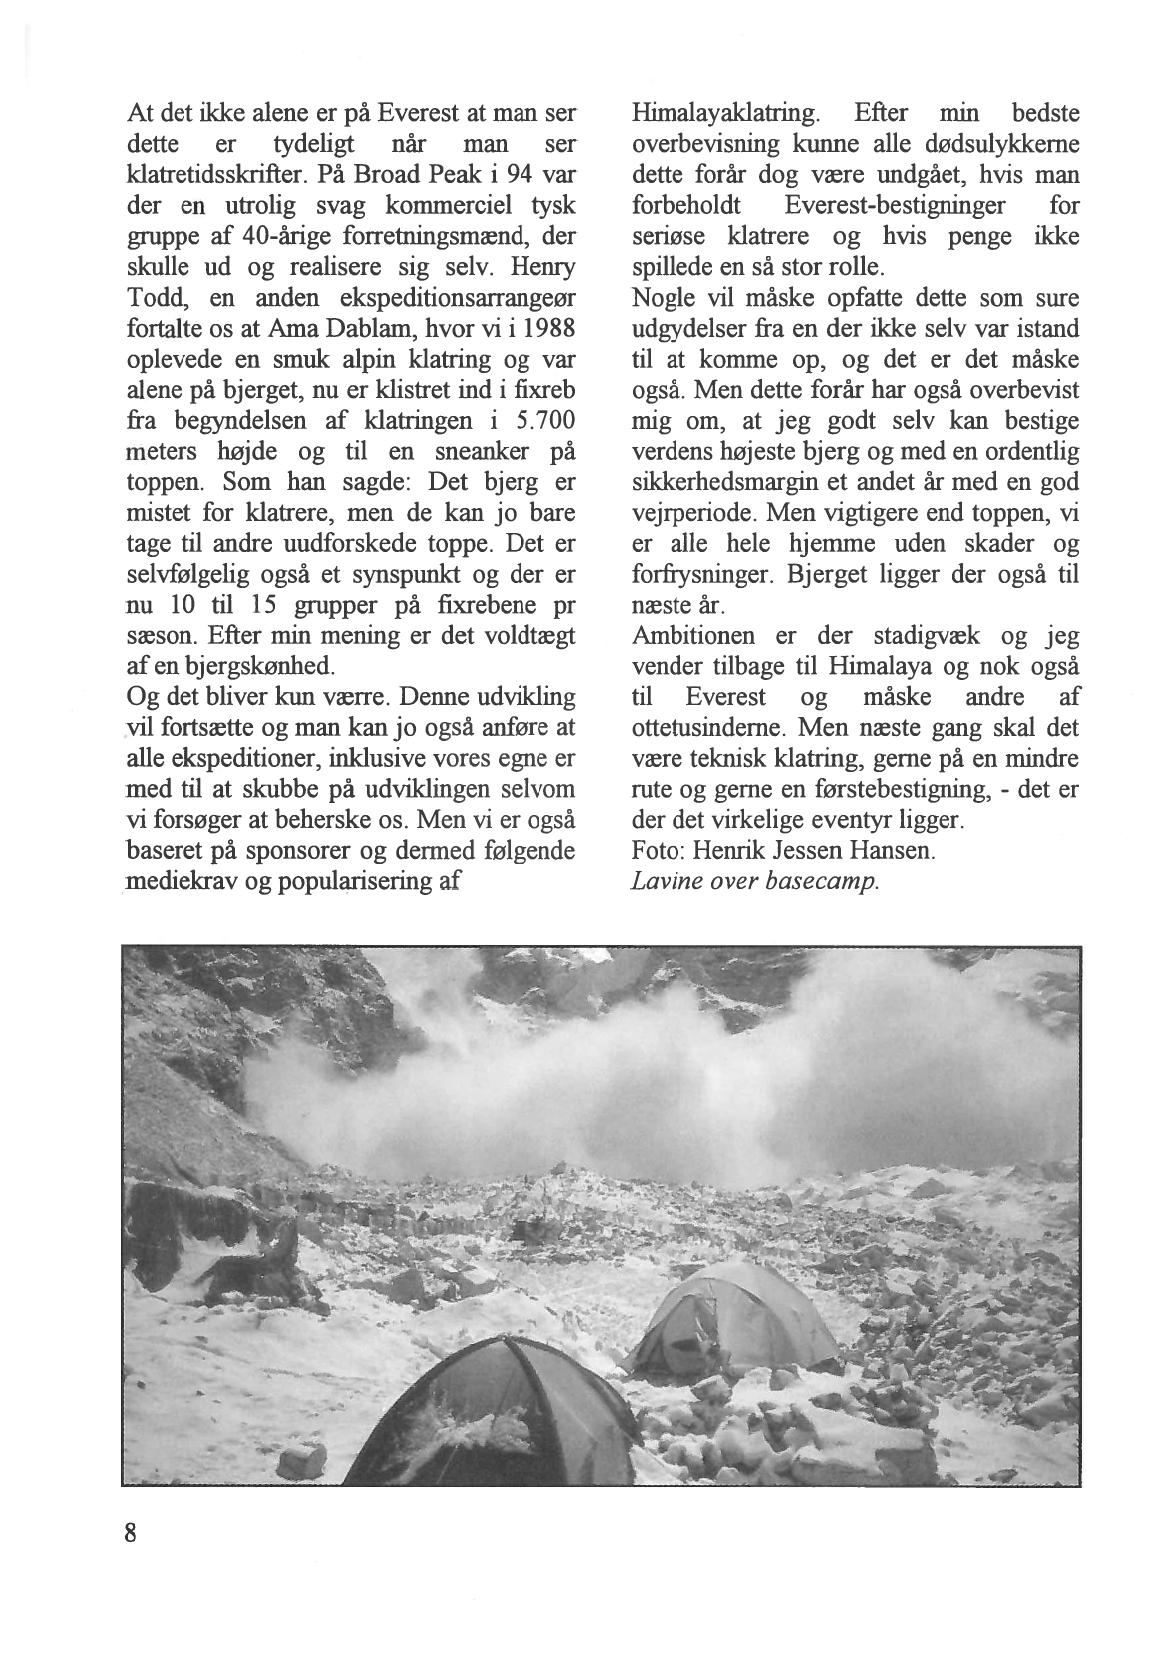 At det ikke alene er på Everest at man ser
dette er tydeligt når man ser
klatretidsskrifter. På Broad Peak i 94 var
der en utrolig svag kommerciel tysk
gruppe af 40-årige forretningsmænd, der
skulle ud og realisere sig selv. Henry
Todd, en anden ekspeditionsarrangeør
fortalte os at Ama Dablam, hvor vi i 1988
oplevede en smuk alpin klatring og var
alene på bjerget, nu er klistret ind i fixreb
fra begyndelsen af klatringen i 5.700
meters højde og til en sneanker på
toppen. Som han sagde: Det bjerg er
mistet for klatrere, men de kan jo bare
tage til andre uudforskede toppe. Det er
selvfølgelig også et synspunkt og der er
nu 10 til 15 grupper på fixrebene pr
sæson. Efter min mening er det voldtægt
af en bjergskønhed.
Og det bliver kun værre. Denne udvikling
vil fortsætte og man kan jo også anføre at
alle ekspeditioner, inklusive vores egne er
med til at skubbe på udviklingen selvom
vi forsøger at beherske os. Men vi er også
baseret på sponsorer og dermed følgende
mediekrav og popularisering af
Himalayaklatring. Efter min bedste
overbevisning kunne alle dødsulykkerne
dette forår dog være undgået, hvis man
forbeholdt Everest-bestigninger for
seriøse klatrere og hvis penge ikke
spillede en så stor rolle.
Nogle vil måske opfatte dette som sure
udgydelser fra en der ikke selv var istand
til at komme op, og det er det måske
også. Men dette forår har også overbevist
mig om, at jeg godt selv kan bestige
verdens højeste bjerg og med en ordentlig
sikkerhedsmargin et andet år med en god
vejrperiode. Men vigtigere end toppen, vi
er alle hele hjemme uden skader og
forfrysninger. Bjerget ligger der også til
næste år.
Ambitionen er der stadigvæk og jeg
vender tilbage til Himalaya og nok også
til Everest og måske andre af
ottetusinderne. Men næste gang skal det
være teknisk klatring, gerne på en mindre
rute og gerne en førstebestigning, - det er
der det virkelige eventyr ligger.
Foto: Henrik Jessen Hansen.
Lavine over basecamp.
8